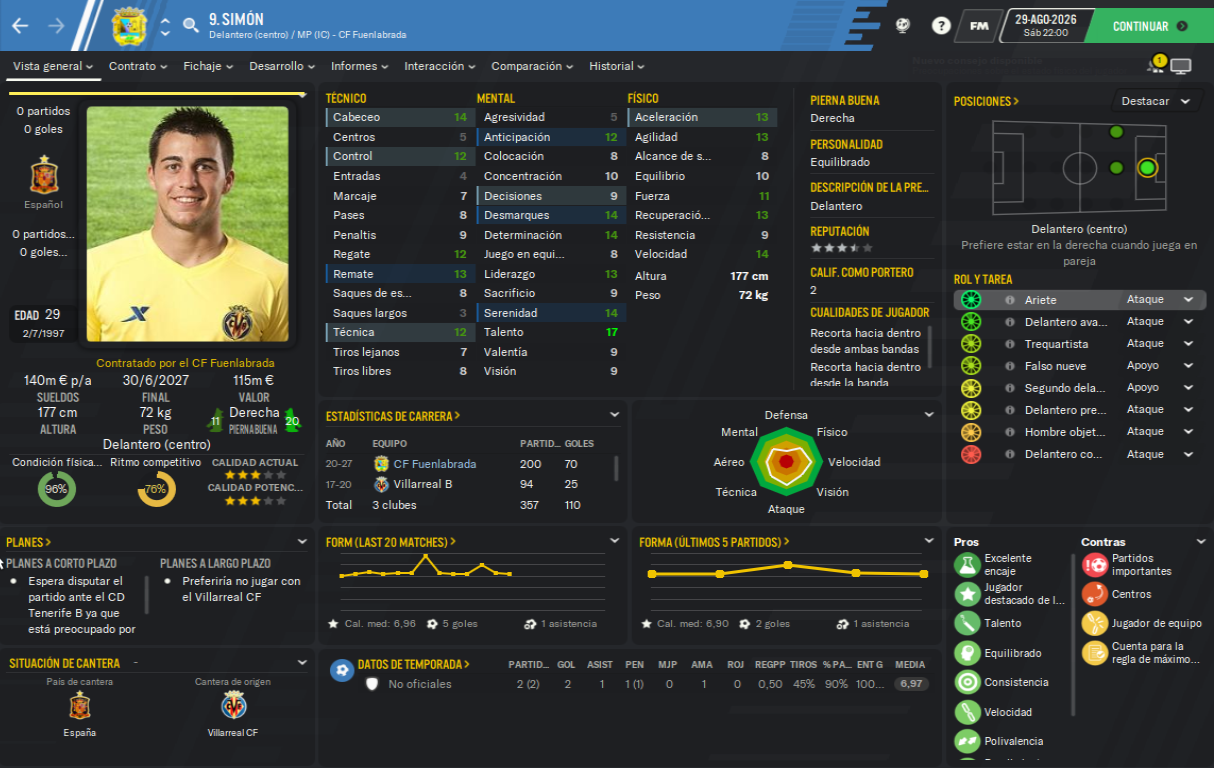 9. SIMÓN
Delantero (centro) / MP (IC) - CF Fuenlabrada
?
FM
29-AGO-2026
Sáb 22:00
CONTINUAR
Vista general
Contrato
Fichaje
Desarrollo
Informes
Interacción
Comparación
Historial
1
0 partidos
0 goles
Español
0 partidos...
0 goles...
EDAD 29
2/7/1997
Contratado por el CF Fuenlabrada
140m € p/a
SUELDOS
30/6/2027
FINAL
115m €
VALOR
177 cm
ALTURA
72 kg
PESO
11
Derecha
PIERNA BUENA
20
Delantero (centro)
Condición física...
96%
Ritmo competitivo
76%
CALIDAD ACTUAL
CALIDAD POTENC...
TÉCNICO
Cabeceo 14
Centros 5
Control 12
Entradas 4
Marcaje 7
Pases 8
Penaltis 9
Regate 12
Remate 13
Saques de es... 8
Saques largos 3
Técnica 12
Tiros lejanos 7
Tiros libres 8
MENTAL
Agresividad 5
Anticipación 12
Colocación 8
Concentración 10
Decisiones 9
Desmarques 14
Determinación 14
Juego en equi... 8
Liderazgo 13
Sacrificio 9
Serenidad 14
Talento 17
Valentía 9
Visión 9
FÍSICO
Aceleración 13
Agilidad 13
Alcance de s... 8
Equilibrio 10
Fuerza 11
Recuperació... 13
Resistencia 9
Velocidad 14
Altura 177 cm
Peso 72 kg
PIERNA BUENA
Derecha
PERSONALIDAD
Equilibrado
DESCRIPCIÓN DE LA PRE...
Delantero
REPUTACIÓN
CALIF. COMO PORTERO
2
CUALIDADES DE JUGADOR
Recorta hacia dentro
desde ambas bandas
Recorta hacia dentro
desde la banda
POSICIONES >
Destacar
Delantero (centro)
Prefiere estar en la derecha cuando juega en
pareja
ROL Y TAREA
Ariete Ataque
Delantero ava... Ataque
Trequartista Ataque
Falso nueve Apoyo
Segundo dela... Apoyo
Delantero pre... Ataque
Hombre objet... Ataque
Delantero co... Ataque
ESTADÍSTICAS DE CARRERA >
AÑO EQUIPO PARTID... GOLES
20-27 CF Fuenlabrada 200 70
17-20 Villarreal B 94 25
Total 3 clubes 357 110
Defensa
Físico
Velocidad
Visión
Ataque
Técnica
Aéreo
Mental
PLANES >
PLANES A CORTO PLAZO
Espera disputar el
partido ante el CD
Tenerife B ya que
está preocupado por
PLANES A LARGO PLAZO
Preferiría no jugar con
el Villarreal CF
FORM (LAST 20 MATCHES) >
Cal. med: 6,96 5 goles 1 asistencia
FORMA (ÚLTIMOS 5 PARTIDOS) >
Cal. med: 6,90 2 goles 1 asistencia
Pros
Excelente
encaje
Jugador
destacado de l...
Talento
Equilibrado
Consistencia
Velocidad
Polivalencia
Contras
Partidos
importantes
Centros
Jugador de equipo
Cuenta para la
regla de máximo...
SITUACIÓN DE CANTERA -
País de cantera
España
Cantera de origen
Villarreal CF
DATOS DE TEMPORADA > PARTID... GOL ASIST PEN MJP AMA ROJ REGPP TIROS % PA... ENT G MEDIA
No oficiales 2 (2) 2 1 1 (1) 0 1 0 0,50 45% 90% 100... 6,97